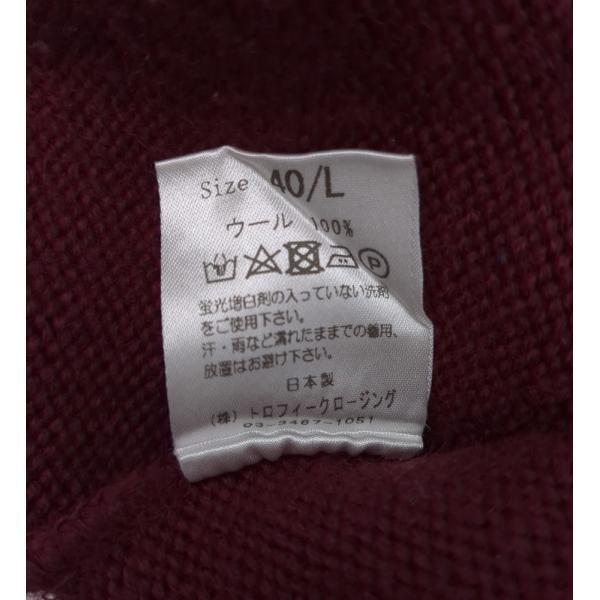 Size 40/L
ウール 100%
P
蛍光増白剤の入っていない洗剤
をご使用下さい。
汗・雨など濡れたままでの着用、
放置はお避け下さい。
日本製
(株)トロフィークロージング
03-3467-1051